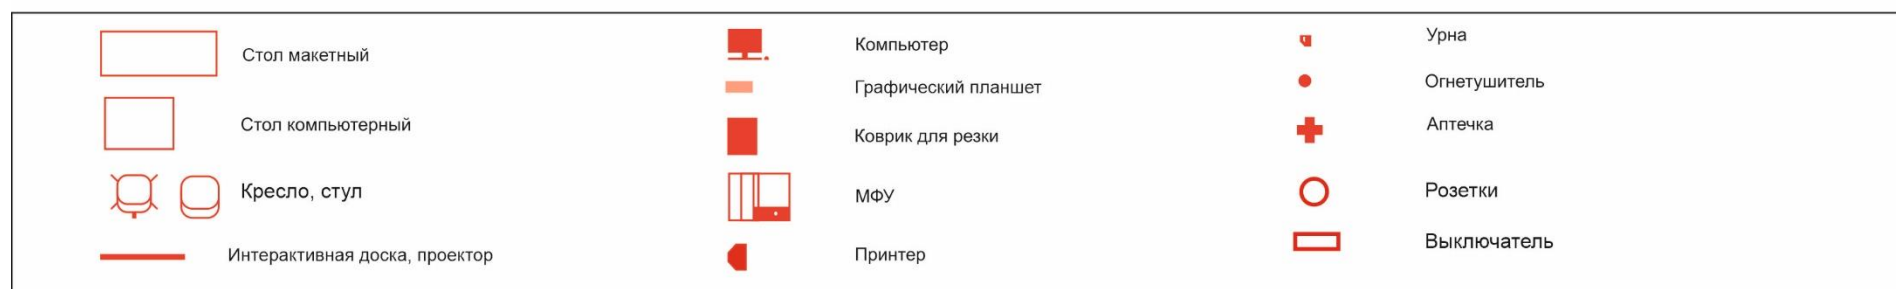 Стол макетный
Стол компьютерный
Кресло, стул
Интерактивная доска, проектор
Компьютер
Графический планшет
Коврик для резки
МФУ
Принтер
Урна
Огнетушитель
Аптечка
Розетки
Выключатель